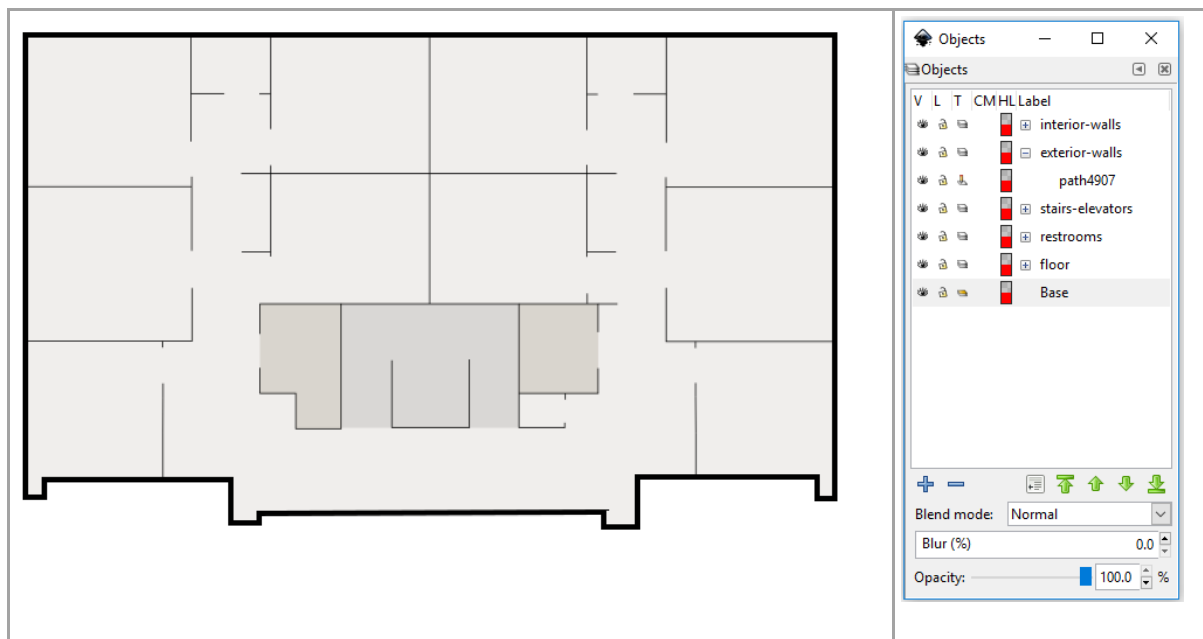 Objects
Objects
V L T CM HL Label
interior-walls
exterior-walls
path4907
stairs-elevators
restrooms
floor
Base
Blend mode: Normal
Blur (%) 0.0
Opacity: 100.0 %